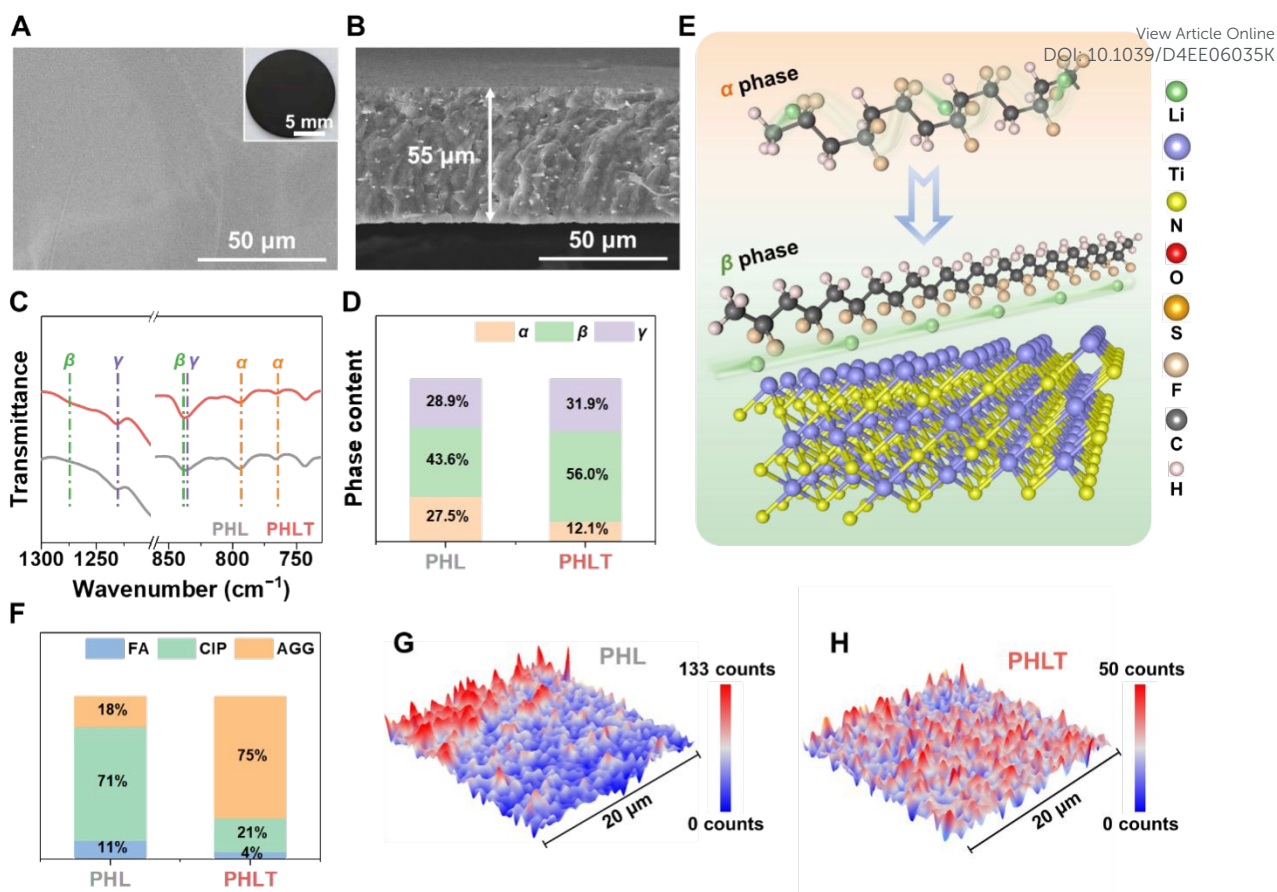 View Article Online
DOI: 10.1039/D4EE06035K
A
5 mm
50 μm
B
55 μm
50 μm
E
α phase
β phase
Li
Ti
N
O
S
F
C
H
C
Transmittance
β
γ
β
γ
α
α
PHL
PHLT
1300
1250
850
800
750
Wavenumber (cm⁻¹)
D
Phase content
α
β
γ
28.9%
43.6%
27.5%
31.9%
56.0%
12.1%
PHL
PHLT
F
FA
CIP
AGG
18%
71%
11%
75%
21%
4%
PHL
PHLT
G
PHL
133 counts
0 counts
20 μm
H
PHLT
50 counts
0 counts
20 μm